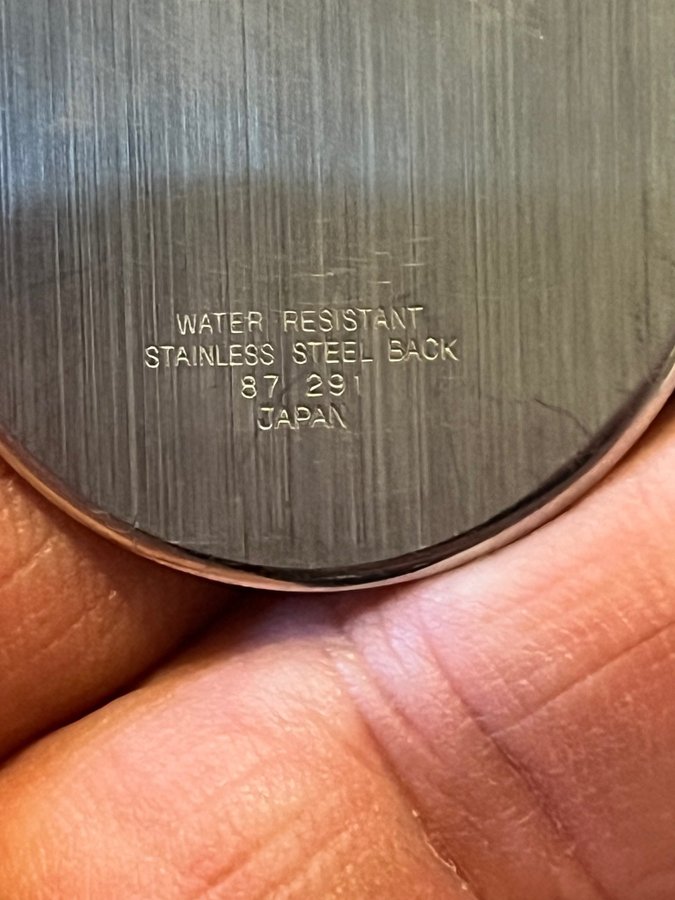 WATER RESISTANT
STAINLESS STEEL BACK
87 291
JAPAN